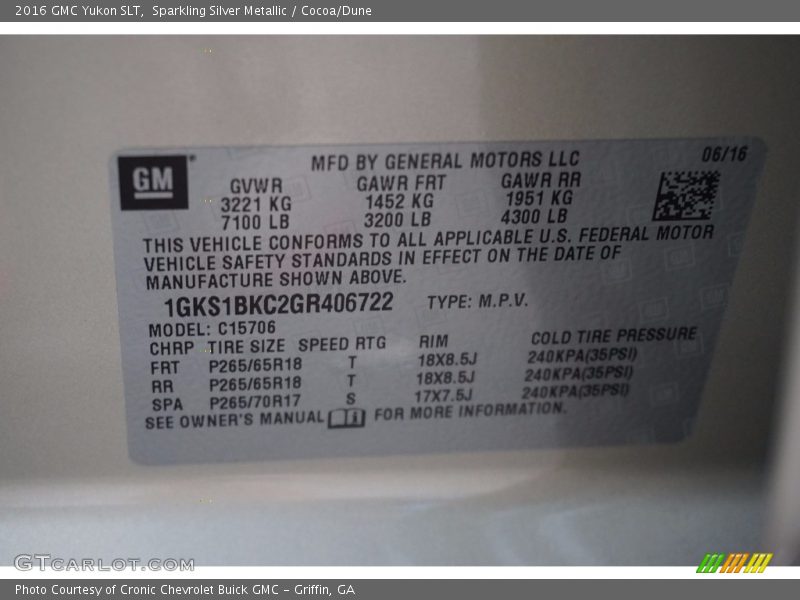 2016 GMC Yukon SLT, Sparkling Silver Metallic / Cocoa/Dune
GM
MFD BY GENERAL MOTORS LLC 06/16
GVWR GAWR FRT GAWR RR
3221 KG 1452 KG 1951 KG
7100 LB 3200 LB 4300 LB
THIS VEHICLE CONFORMS TO ALL APPLICABLE U.S. FEDERAL MOTOR
VEHICLE SAFETY STANDARDS IN EFFECT ON THE DATE OF
MANUFACTURE SHOWN ABOVE.
1GKS1BKC2GR406722 TYPE: M.P.V.
MODEL: C15706
CHRP TIRE SIZE SPEED RTG RIM COLD TIRE PRESSURE
FRT P265/65R18 T 18X8.5J 240KPA(35PSI)
RR P265/65R18 T 18X8.5J 240KPA(35PSI)
SPA P265/70R17 S 17X7.5J 240KPA(35PSI)
SEE OWNER'S MANUAL FOR MORE INFORMATION.
GTCARLOT.COM
Photo Courtesy of Cronic Chevrolet Buick GMC - Griffin, GA